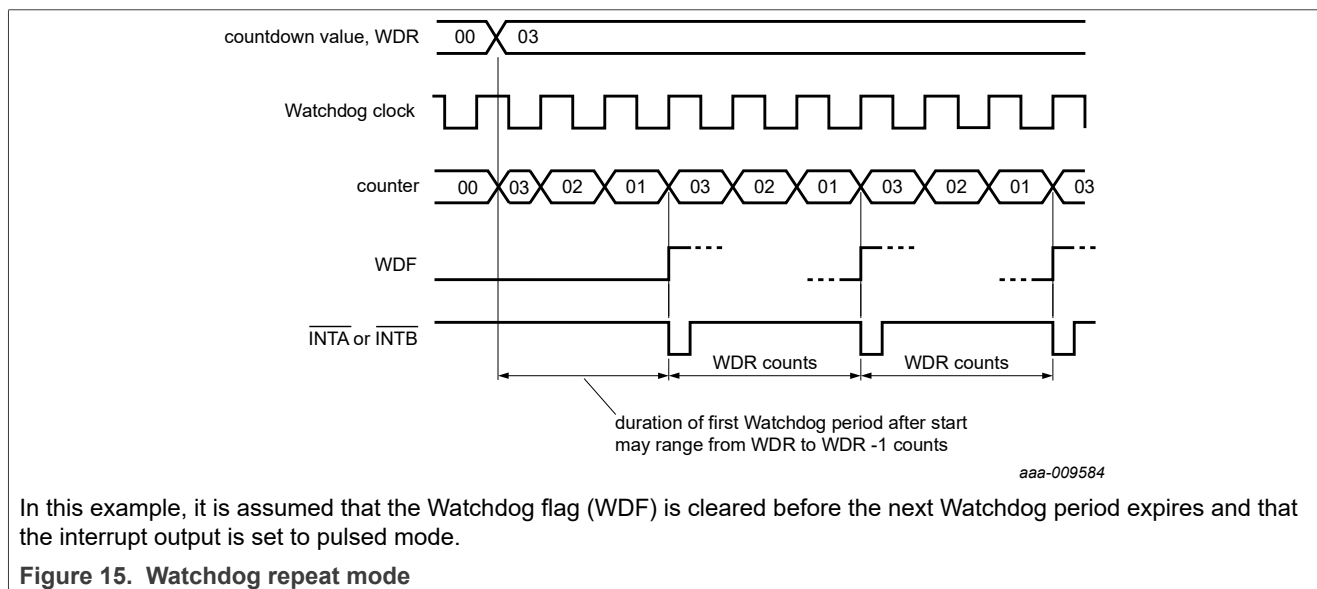 countdown value, WDR 00 03
Watchdog clock
counter 00 03 02 01 03 02 01 03 02 01 03
WDF
INTA or INTB
WDR counts WDR counts
duration of first Watchdog period after start
may range from WDR to WDR -1 counts
aaa-009584
In this example, it is assumed that the Watchdog flag (WDF) is cleared before the next Watchdog period expires and that
the interrupt output is set to pulsed mode.
Figure 15. Watchdog repeat mode